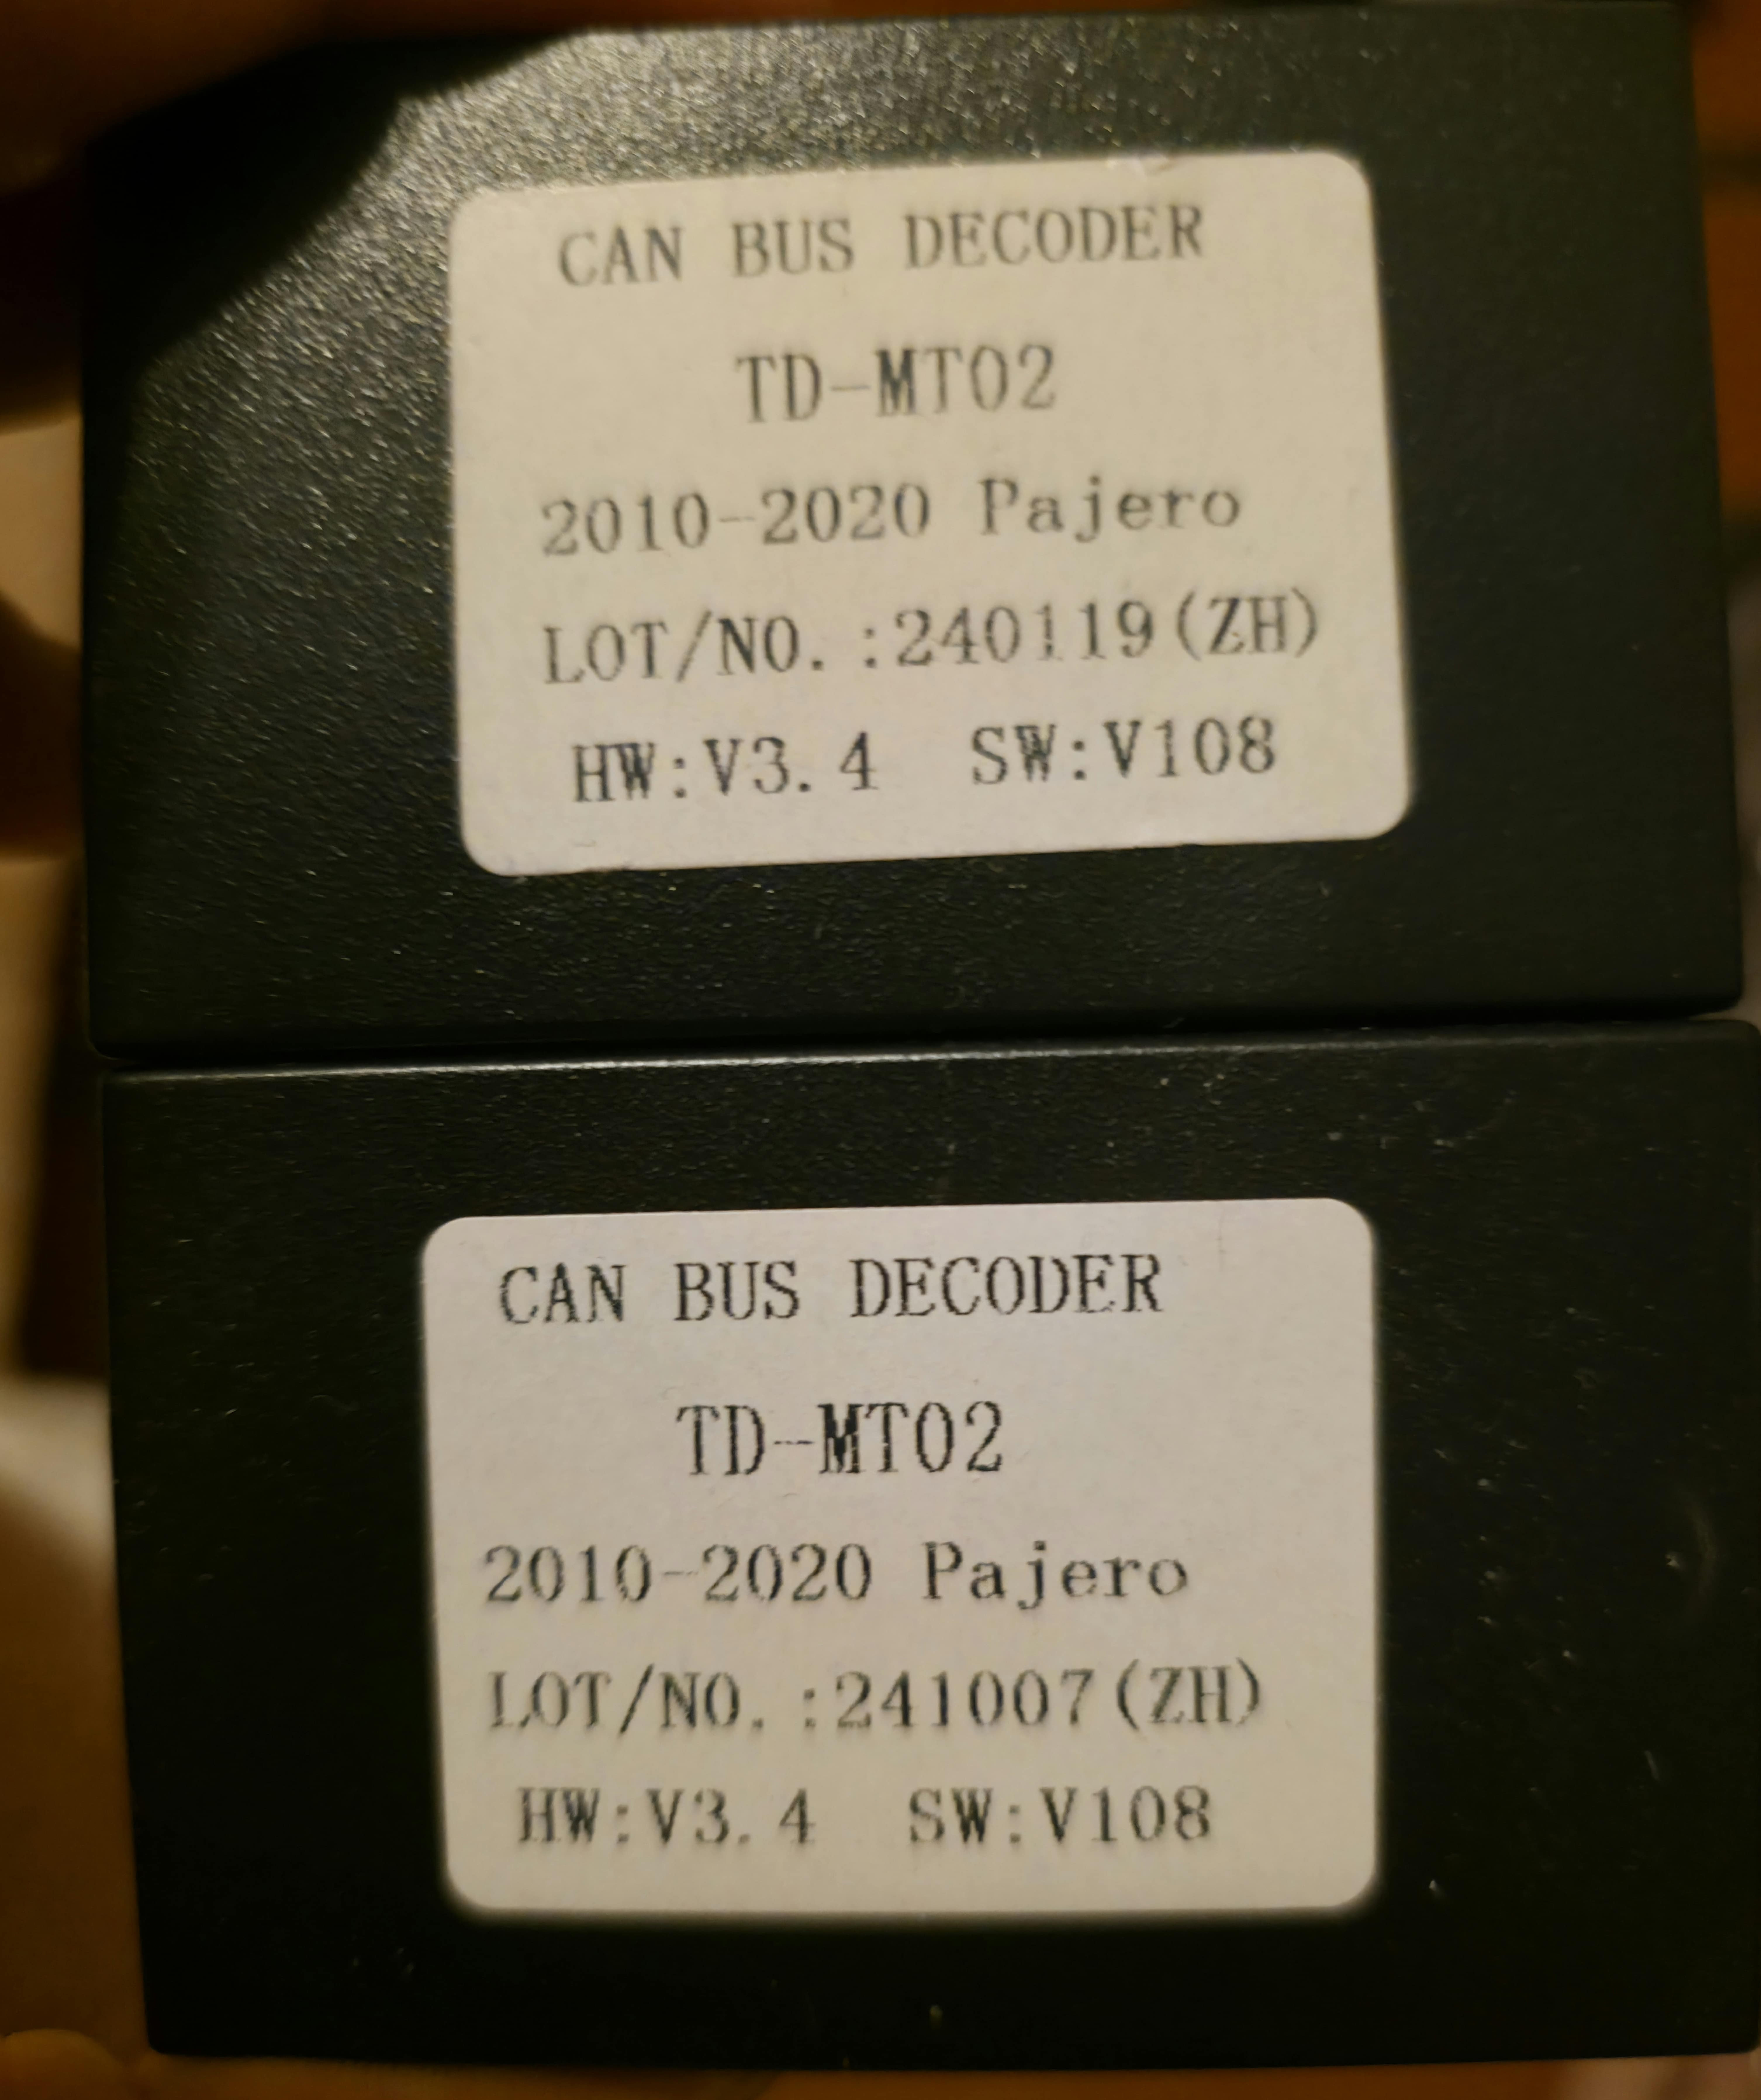 CAN BUS DECODER
TD-MT02
2010-2020 Pajero
LOT/NO.:240119(ZH)
HW:V3.4 SW:V108
CAN BUS DECODER
TD-MT02
2010-2020 Pajero
LOT/NO.:241007(ZH)
HW:V3.4 SW:V108